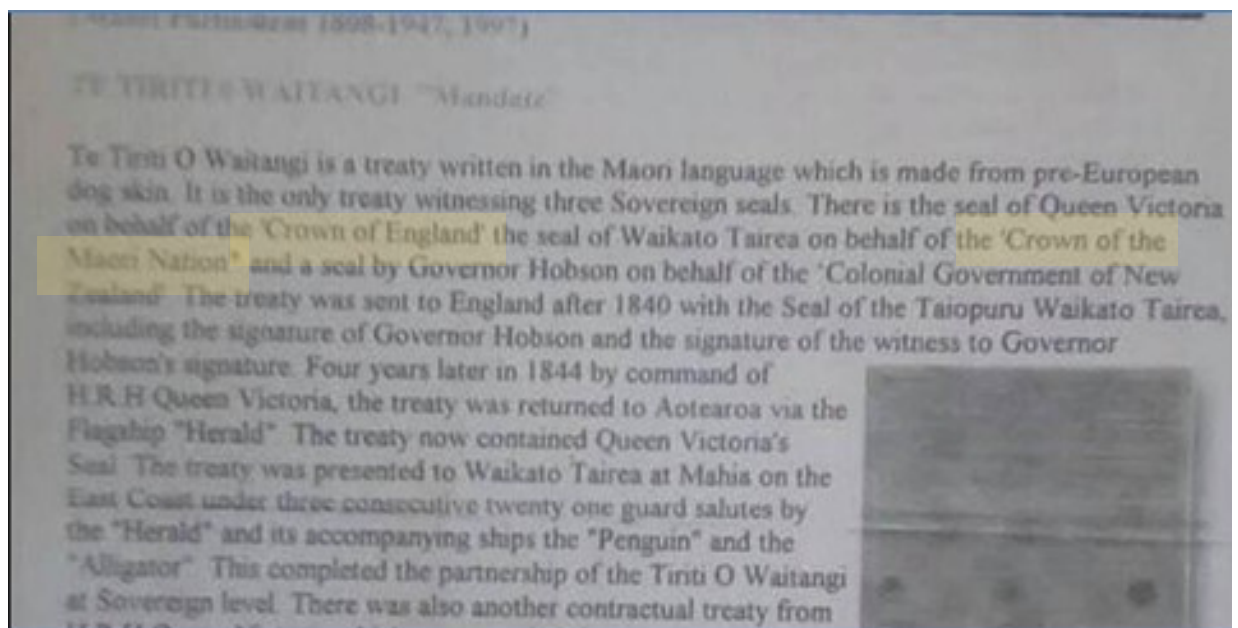 1898-1947, 1997)
TE TIRITI O WAITANGI "Mandate"
Te Tiriti O Waitangi is a treaty written in the Maori language which is made from pre-European
dog skin. It is the only treaty witnessing three Sovereign seals. There is the seal of Queen Victoria
on behalf of the 'Crown of England' the seal of Waikato Tairea on behalf of the 'Crown of the
Maori Nation" and a seal by Governor Hobson on behalf of the 'Colonial Government of New
Zealand'. The treaty was sent to England after 1840 with the Seal of the Taiopuru Waikato Tairea,
including the signature of Governor Hobson and the signature of the witness to Governor
Hobson's signature. Four years later in 1844 by command of
H.R.H Queen Victoria, the treaty was returned to Aotearoa via the
Flagship "Herald". The treaty now contained Queen Victoria's
Seal. The treaty was presented to Waikato Tairea at Mahia on the
East Coast under three consecutive twenty one guard salutes by
the "Herald" and its accompanying ships the "Penguin" and the
"Alligator". This completed the partnership of the Tiriti O Waitangi
at Sovereign level. There was also another contractual treaty from